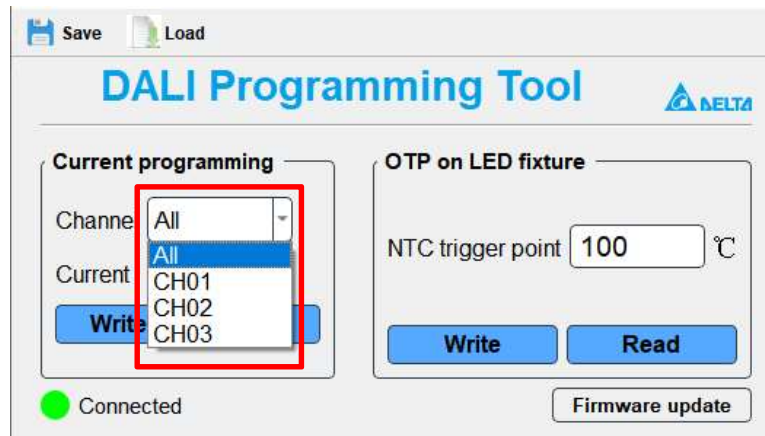 Save Load
DALI Programming Tool
DELTA
Current programming
Channe All
All
CH01
CH02
CH03
Current
Write
OTP on LED fixture
NTC trigger point 100 ℃
Write Read
Connected
Firmware update